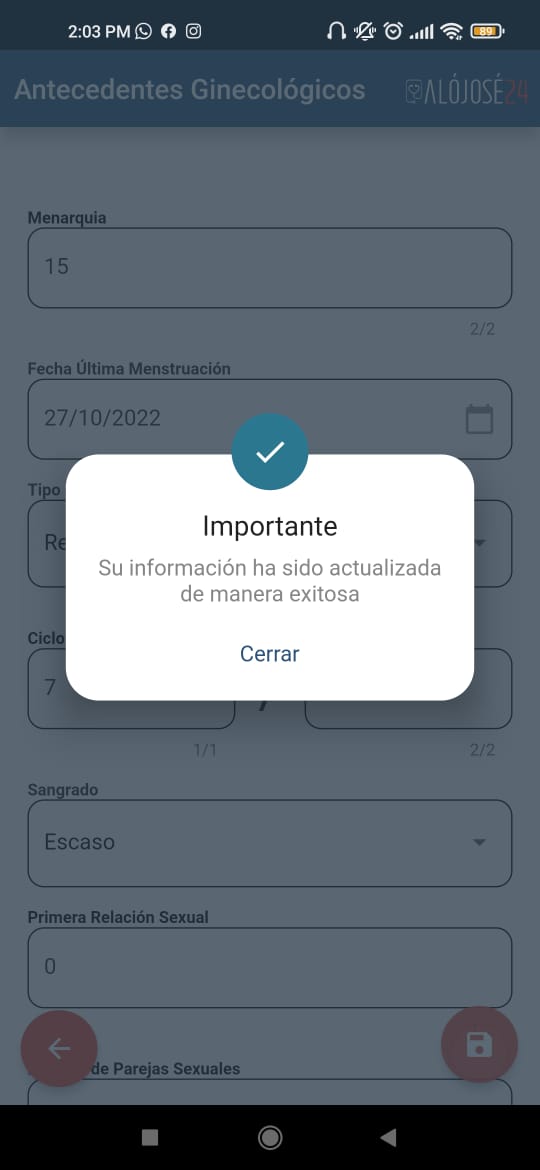 2:03 PM
89
Antecedentes Ginecológicos
ALÓJOSÉ24
Menarquia
15
2/2
Fecha Última Menstruación
27/10/2022
Tipo
Re
Importante
Su información ha sido actualizada
de manera exitosa
Cerrar
Ciclo
7
/
1/1
2/2
Sangrado
Escaso
Primera Relación Sexual
0
de Parejas Sexuales